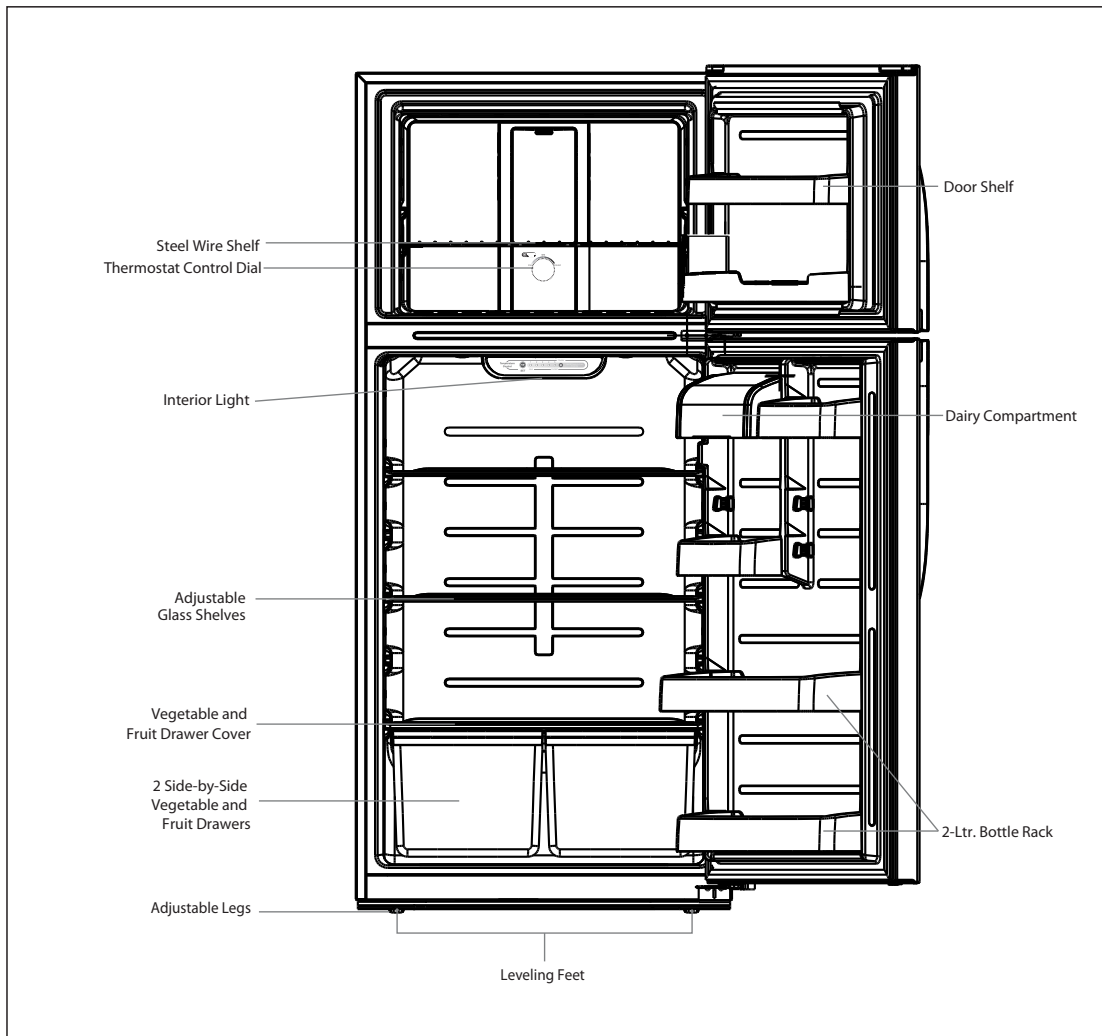 Door Shelf
Steel Wire Shelf
Thermostat Control Dial
Interior Light
Dairy Compartment
Adjustable
Glass Shelves
Vegetable and
Fruit Drawer Cover
2 Side-by-Side
Vegetable and
Fruit Drawers
2-Ltr. Bottle Rack
Adjustable Legs
Leveling Feet